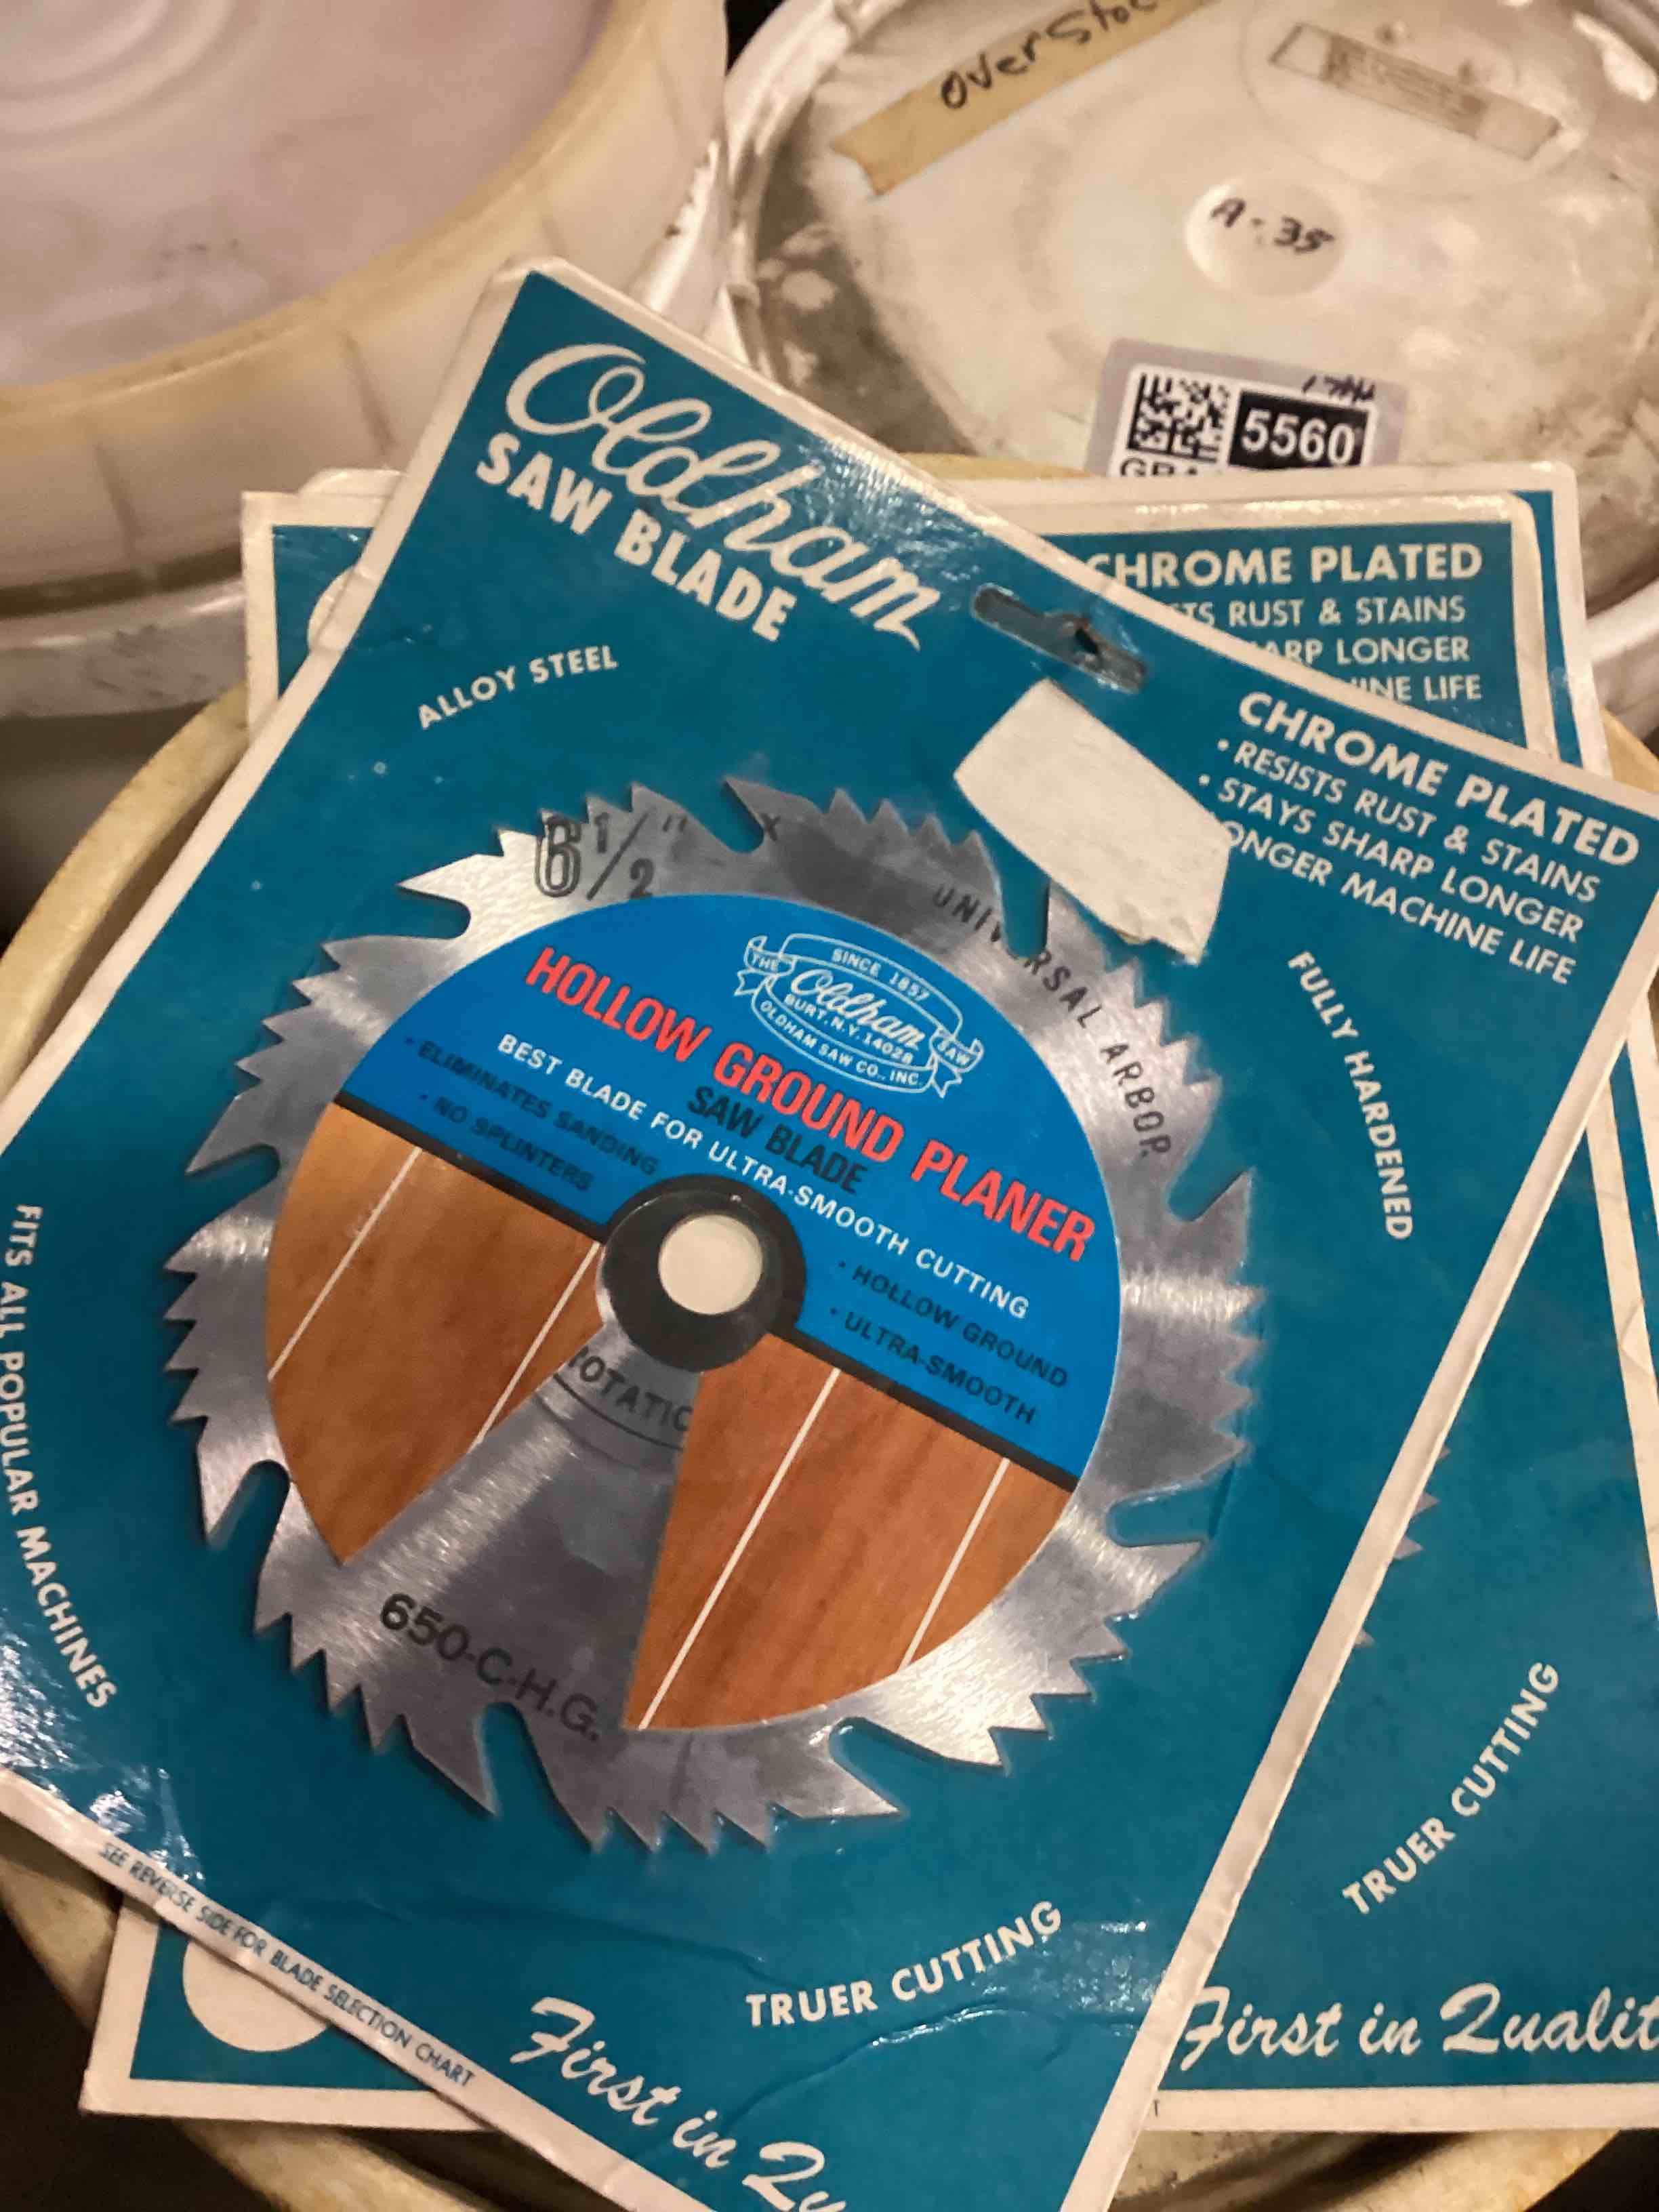 Overstoc
A-35
5560
Oldham
SAW BLADE
ALLOY STEEL
CHROME PLATED
RUST & STAINS
LONGER
LIFE
CHROME PLATED
• RESISTS RUST & STAINS
• STAYS SHARP LONGER
ONGER MACHINE LIFE
FULLY HARDENED
6 1/2" X
UNIVERSAL ARBOR
SINCE 1857
THE Oldham SAW
BURT, N.Y. 14028
OLDHAM SAW CO., INC.
HOLLOW GROUND PLANER
SAW BLADE
BEST BLADE FOR ULTRA-SMOOTH CUTTING
• ELIMINATES SANDING
• NO SPLINTERS
• HOLLOW GROUND
• ULTRA-SMOOTH
ROTATIO
650-C-H.G.
FITS ALL POPULAR MACHINES
TRUER CUTTING
SEE REVERSE SIDE FOR BLADE SELECTION CHART
First in Qu
TRUER CUTTING
First in Qualit